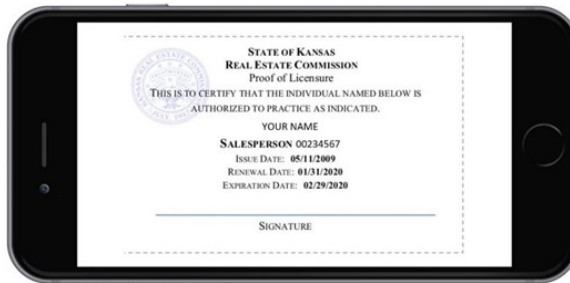 STATE OF KANSAS
REAL ESTATE COMMISSION
Proof of Licensure
THIS IS TO CERTIFY THAT THE INDIVIDUAL NAMED BELOW IS
AUTHORIZED TO PRACTICE AS INDICATED.
YOUR NAME
SALESPERSON 00234567
ISSUE DATE: 05/11/2009
RENEWAL DATE: 01/31/2020
EXPIRATION DATE: 02/29/2020
SIGNATURE